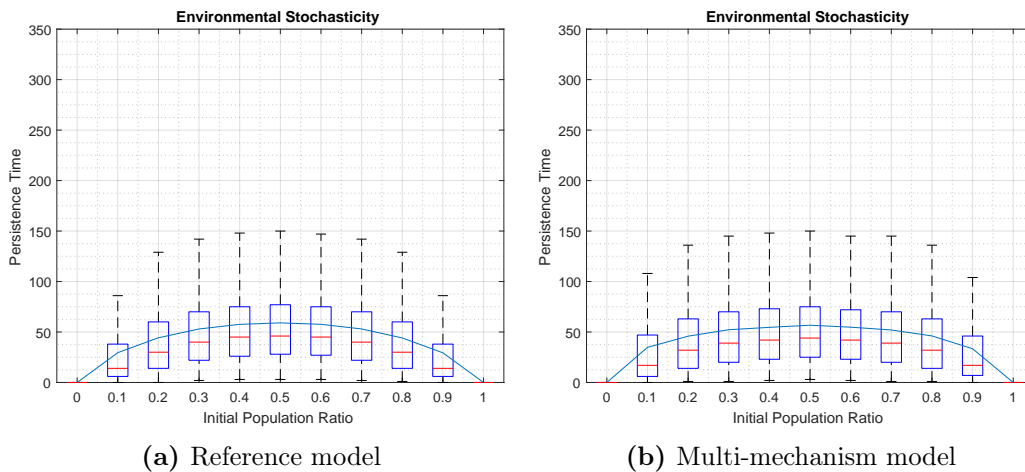 Environmental Stochasticity
350
300
250
200
150
100
50
0
Persistence Time
0 0.1 0.2 0.3 0.4 0.5 0.6 0.7 0.8 0.9 1
Initial Population Ratio
(a) Reference model
Environmental Stochasticity
350
300
250
200
150
100
50
0
Persistence Time
0 0.1 0.2 0.3 0.4 0.5 0.6 0.7 0.8 0.9 1
Initial Population Ratio
(b) Multi-mechanism model